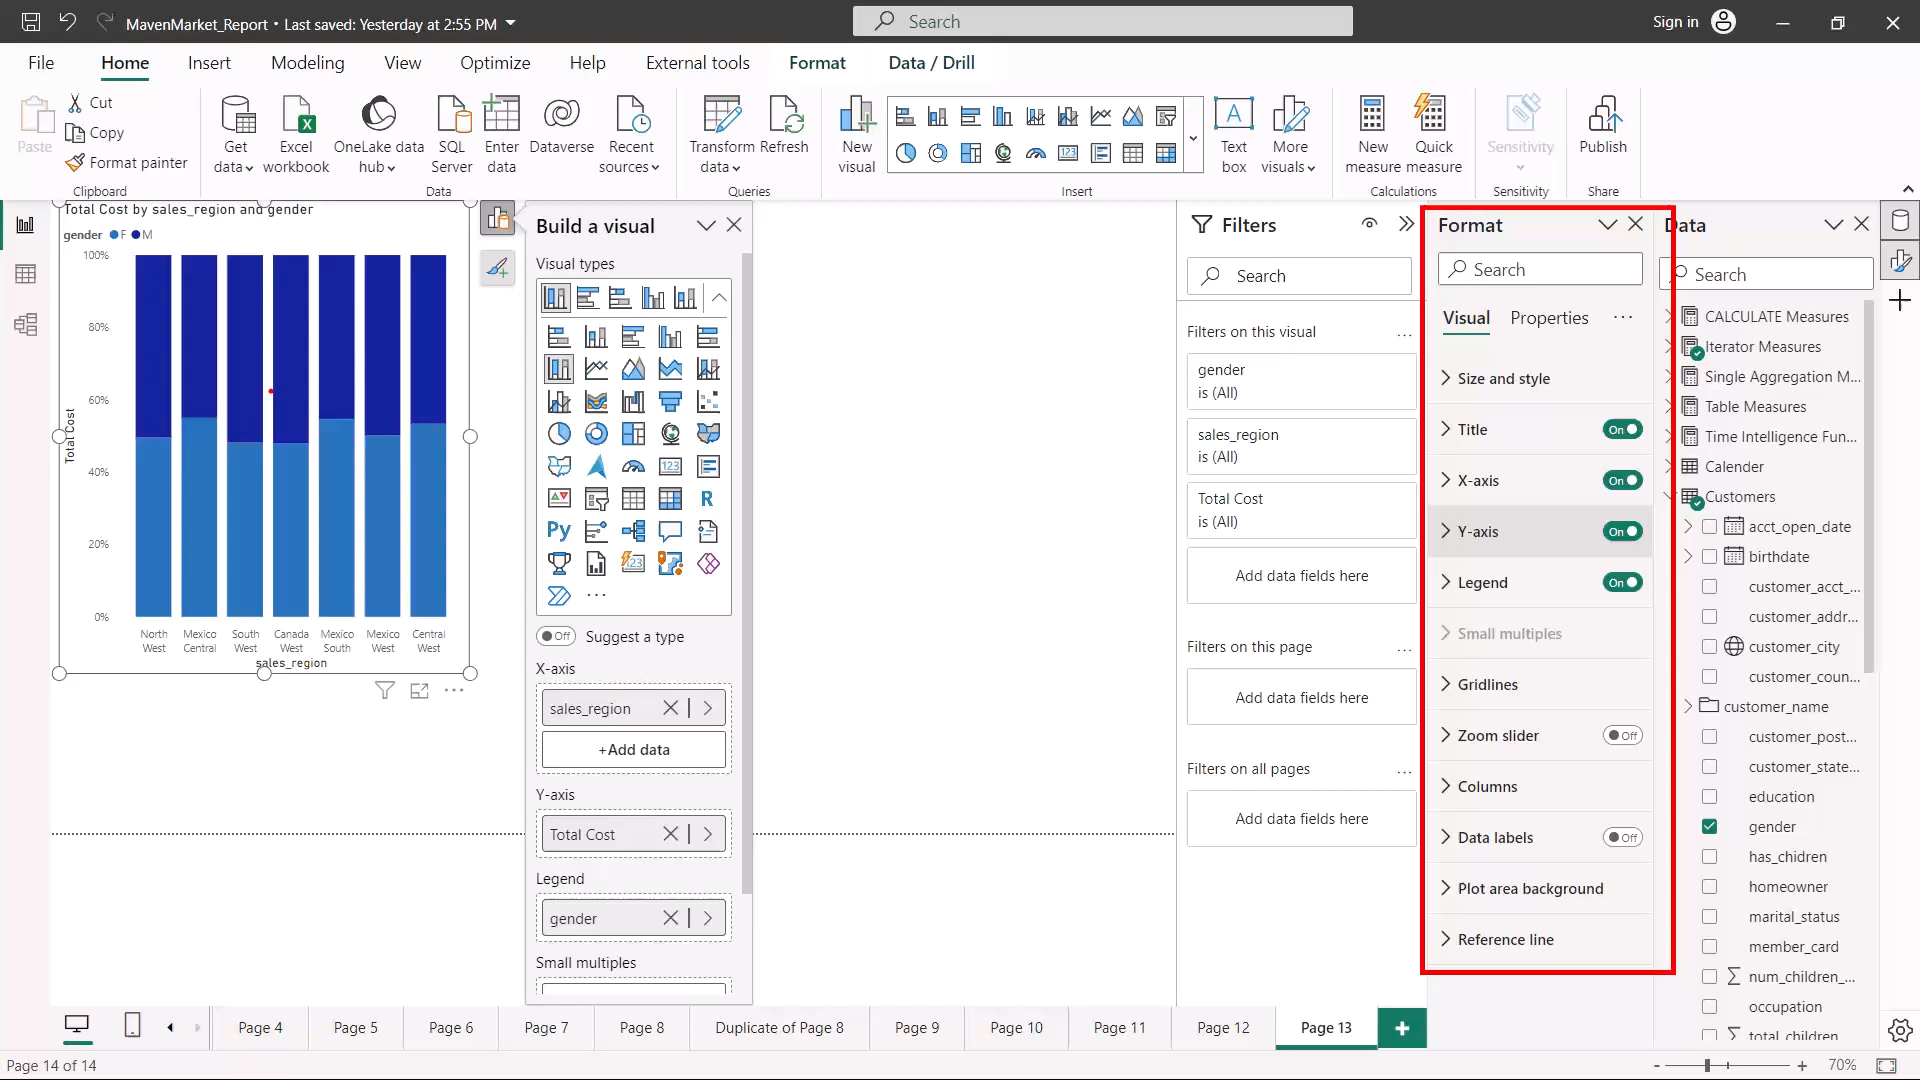 MavenMarket_Report • Last saved: Yesterday at 2:55 PM
Search
Sign in
File Home Insert Modeling View Optimize Help External tools Format Data / Drill
Paste
Cut
Copy
Format painter
Clipboard
Get data
Excel workbook
OneLake data hub
SQL Server
Enter data
Dataverse
Recent sources
Data
Transform data
Refresh
Queries
New visual
Text box
More visuals
Insert
New measure
Quick measure
Calculations
Sensitivity
Sensitivity
Publish
Share
Total Cost by sales_region and gender
gender F M
100%
80%
60%
40%
20%
0%
Total Cost
North West
Mexico Central
South West
Canada West
Mexico South
Mexico West
Central West
sales_region
Build a visual
Visual types
123
R
Py
123
Off Suggest a type
X-axis
sales_region
+Add data
Y-axis
Total Cost
Legend
gender
Small multiples
Filters
Search
Filters on this visual
gender
is (All)
sales_region
is (All)
Total Cost
is (All)
Add data fields here
Filters on this page
Add data fields here
Filters on all pages
Add data fields here
Format
Search
Visual Properties
Size and style
Title On
X-axis On
Y-axis On
Legend On
Small multiples
Gridlines
Zoom slider Off
Columns
Data labels Off
Plot area background
Reference line
Data
Search
CALCULATE Measures
Iterator Measures
Single Aggregation M...
Table Measures
Time Intelligence Fun...
Calender
Customers
acct_open_date
birthdate
customer_acct_...
customer_addr...
customer_city
customer_coun...
customer_name
customer_post...
customer_state...
education
gender
has_chidren
homeowner
marital_status
member_card
num_children_...
occupation
total_children
Page 4 Page 5 Page 6 Page 7 Page 8 Duplicate of Page 8 Page 9 Page 10 Page 11 Page 12 Page 13
Page 14 of 14
- + 70%